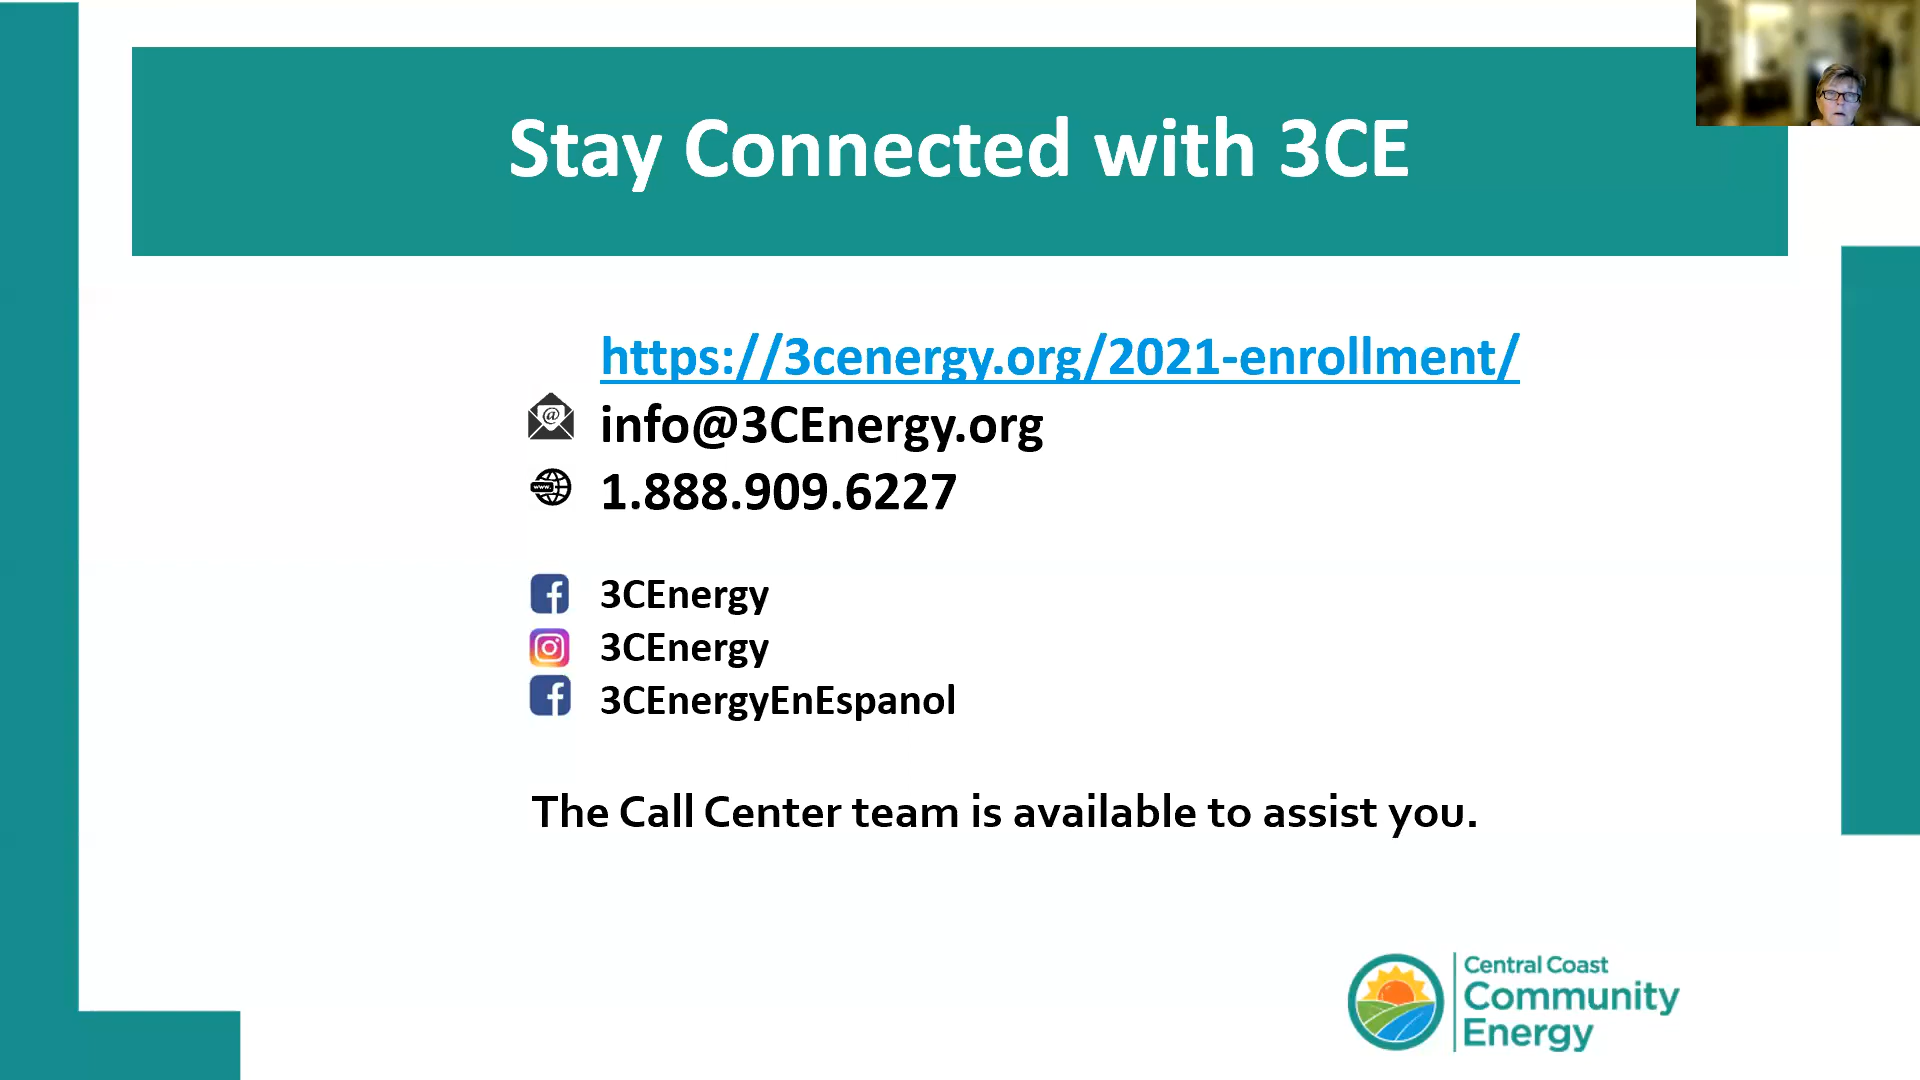 Stay Connected with 3CE
https://3cenergy.org/2021-enrollment/
info@3CEnergy.org
1.888.909.6227
3CEnergy
3CEnergy
3CEnergyEnEspanol
The Call Center team is available to assist you.
Central Coast
Community
Energy